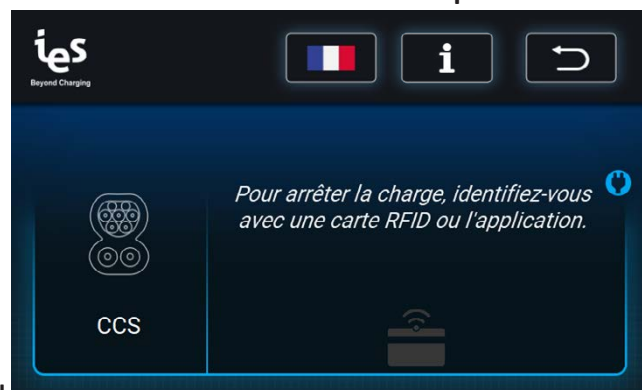 ies
Beyond Charging
i
Pour arrêter la charge, identifiez-vous
avec une carte RFID ou l'application.
CCS